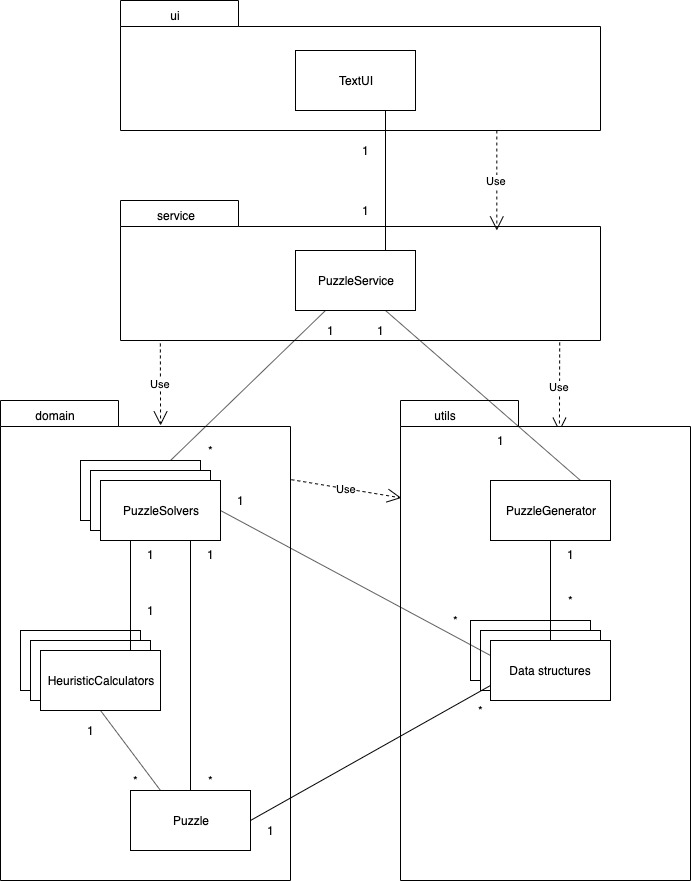 ui
TextUI
1
Use
1
service
PuzzleService
1
1
Use
Use
domain
utils
*
1
Use
1
PuzzleSolvers
PuzzleGenerator
1
1
1
*
1
*
HeuristicCalculators
Data structures
*
1
*
*
Puzzle
1